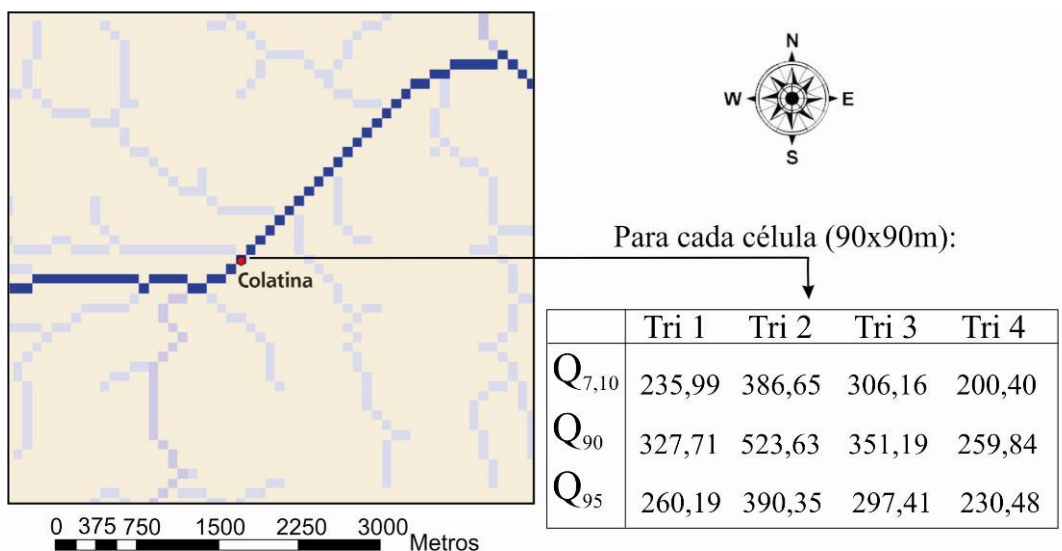 N
W E
S
Para cada célula (90x90m):
Colatina
Tri 1 Tri 2 Tri 3 Tri 4
Q7,10 235,99 386,65 306,16 200,40
Q90 327,71 523,63 351,19 259,84
Q95 260,19 390,35 297,41 230,48
0 375 750 1500 2250 3000 Metros